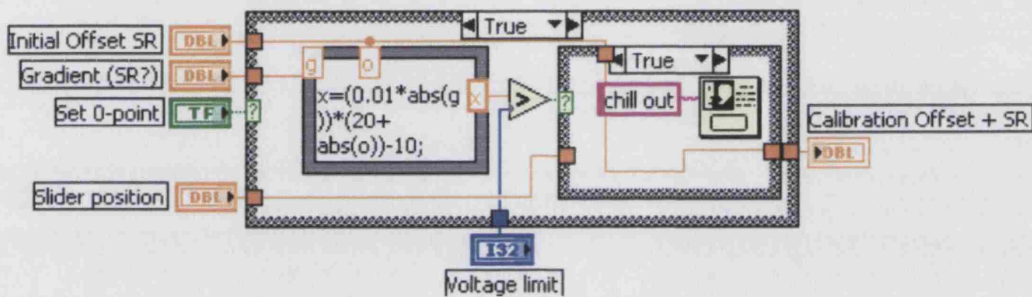 True
Initial Offset SR
DBL
Gradient (SR?)
DBL
g
o
True
Set 0-point
TF
?
x=(0.01*abs(g
))*(20+
abs(o))-10;
x
>
?
chill out
Calibration Offset + SR
DBL
Slider position
DBL
I32
Voltage limit